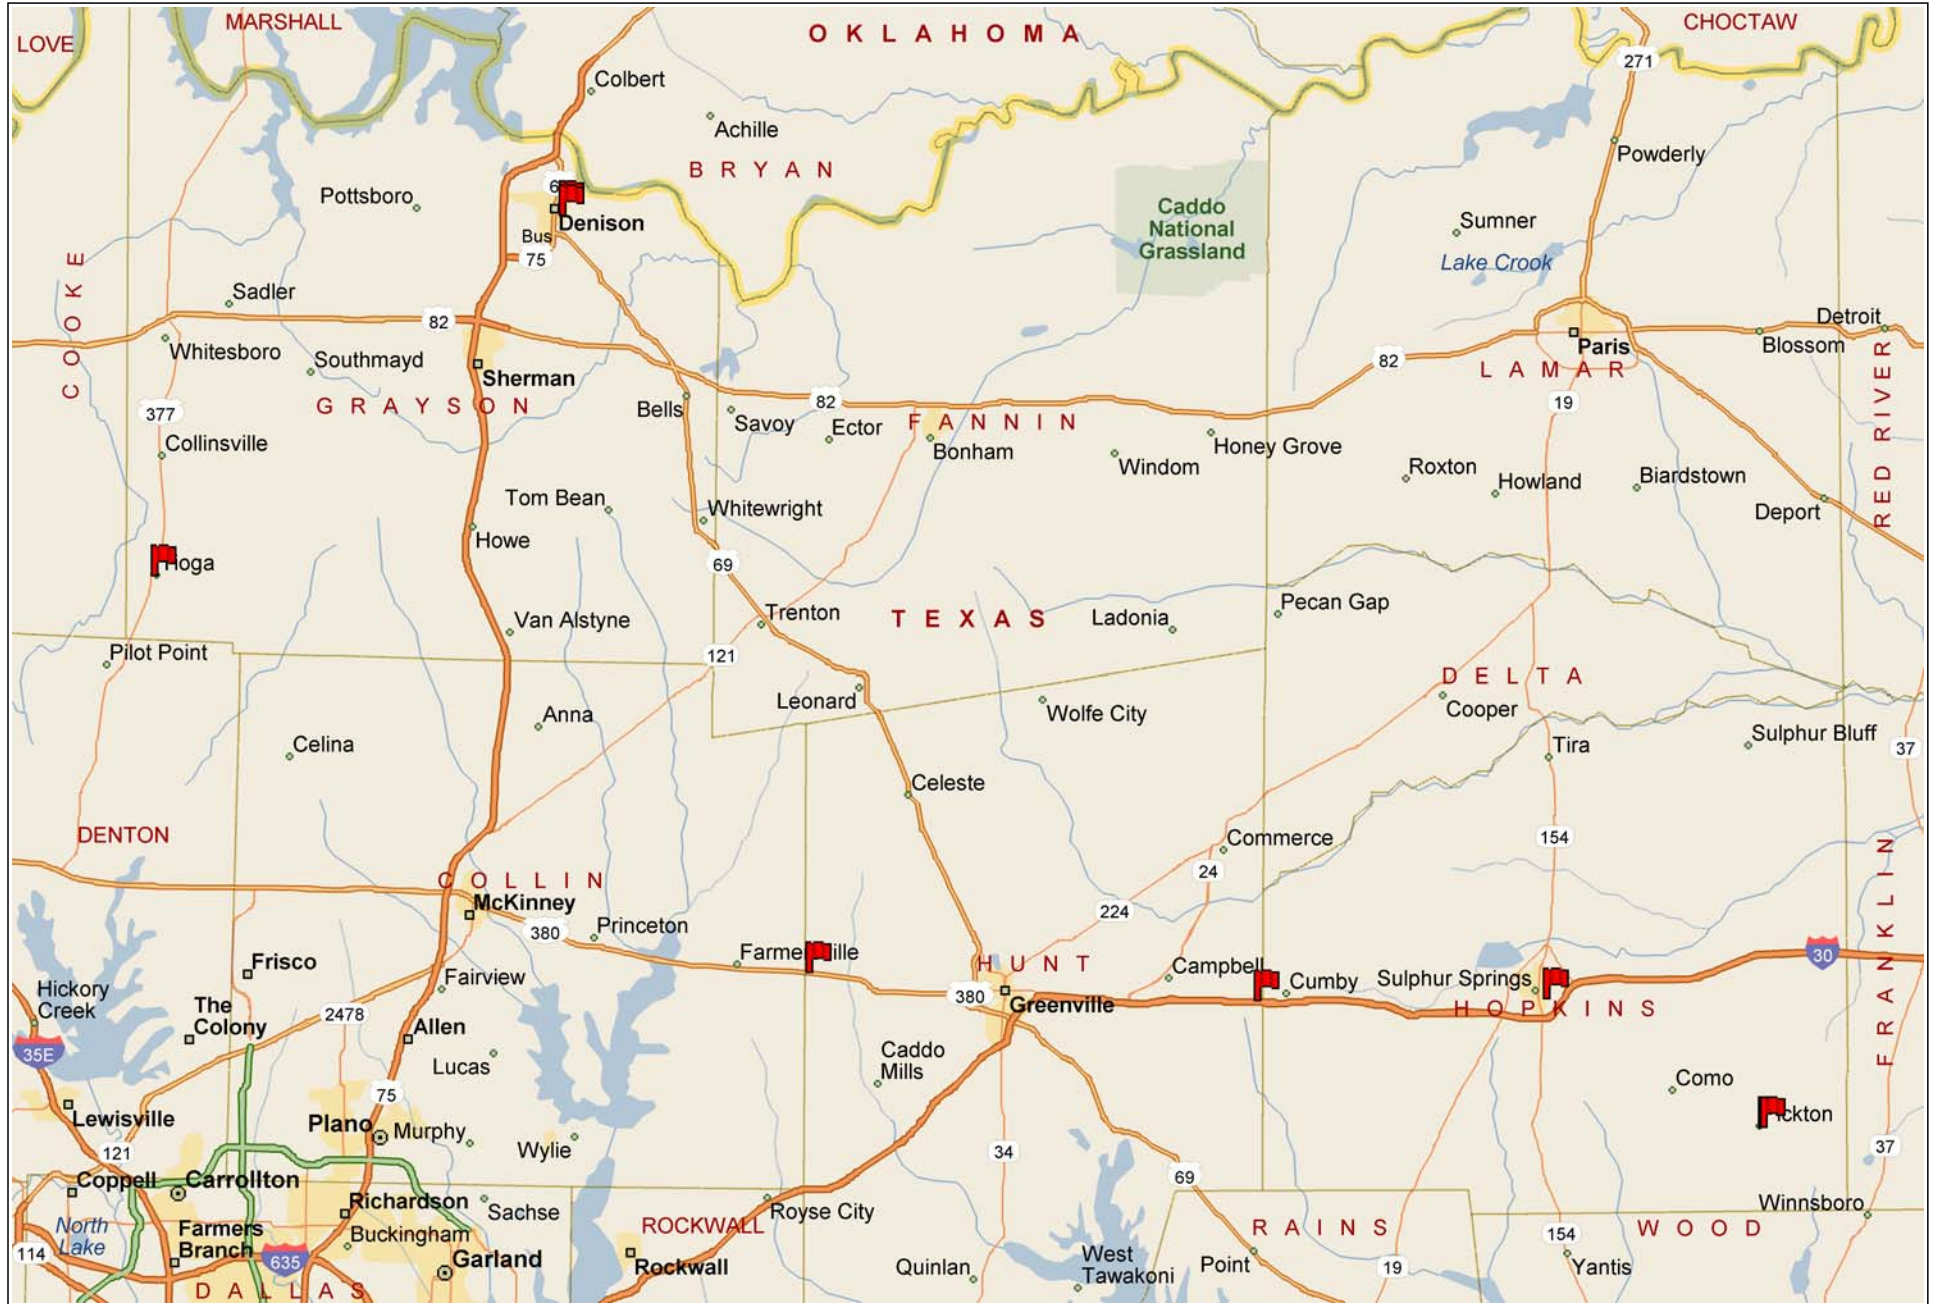 LOVE
MARSHALL
OKLAHOMA
CHOCTAW
271
Colbert
Achille
BRYAN
Powderly
Pottsboro
Denison
Bus
75
Caddo
National
Grassland
Sumner
Lake Crook
COOKE
Sadler
82
Whitesboro
Southmayd
Sherman
GRAYSON
377
Collinsville
Bells
Savoy
82
Ector
FANNIN
Bonham
Windom
Honey Grove
82
Paris
LAMAR
19
Detroit
Blossom
RED RIVER
Roxton
Howland
Biardstown
Deport
Tom Bean
Whitewright
Howe
69
Van Alstyne
Trenton
TEXAS
Ladonia
Pecan Gap
Pilot Point
121
Leonard
Wolfe City
DELTA
Cooper
Anna
Celina
Tira
Sulphur Bluff
37
Celeste
DENTON
Commerce
24
154
COLLIN
McKinney
380
Princeton
224
FRANKLIN
Frisco
Fairview
HUNT
380
Greenville
Campbell
Cumby
Sulphur Springs
HOPKINS
30
Hickory
Creek
The
Colony
2478
Allen
Lucas
35E
Caddo
Mills
Como
75
Lewisville
Plano
Murphy
Wylie
121
34
69
37
Coppell
Carrollton
Richardson
Sachse
Royse City
Winnsboro
North
Lake
Farmers
Branch
Buckingham
ROCKWALL
RAINS
WOOD
114
635
Garland
Rockwall
Quinlan
West
Tawakoni
Point
19
154
Yantis
DALLAS